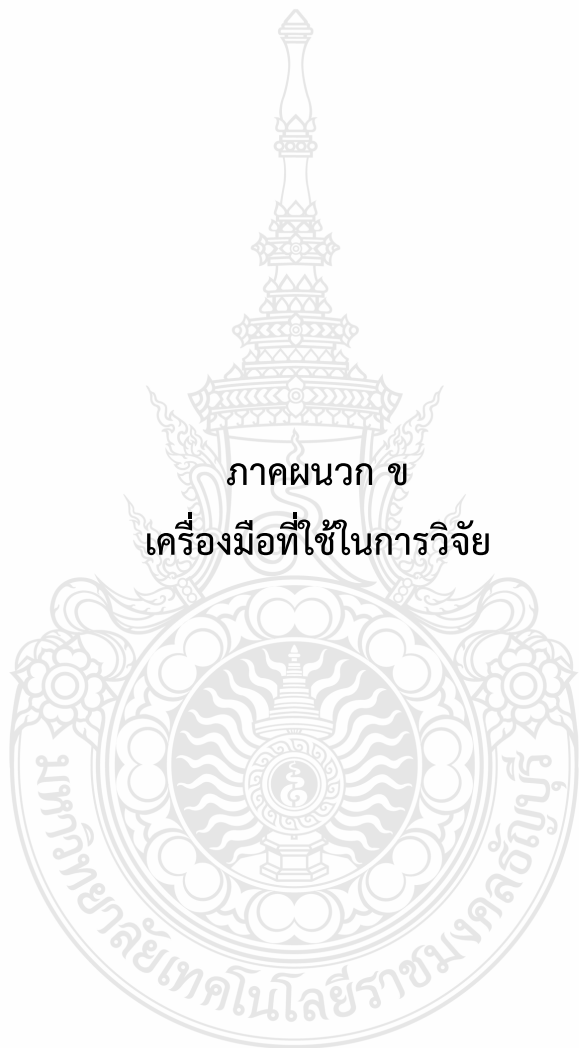 ภาคผนวก ข
เครื่องมือที่ใช้ในการวิจัย
มหาวิทยาลัยเทคโนโลยีราชมงคลธัญบุรี